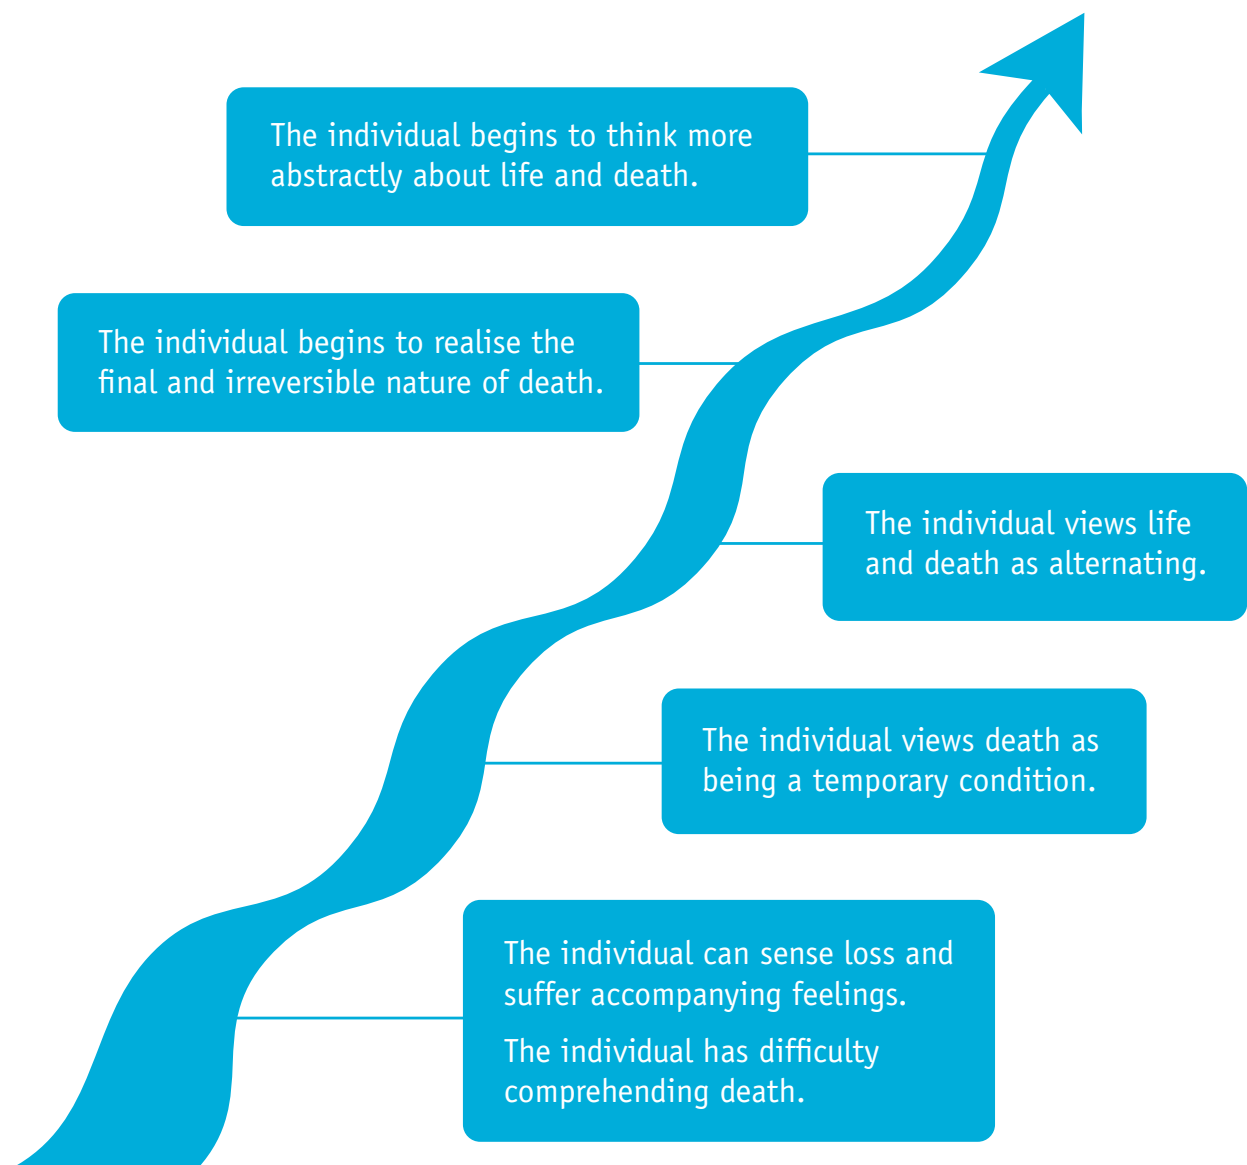 The individual begins to think more
abstractly about life and death.
The individual begins to realise the
final and irreversible nature of death.
The individual views life
and death as alternating.
The individual views death as
being a temporary condition.
The individual can sense loss and
suffer accompanying feelings.
The individual has difficulty
comprehending death.